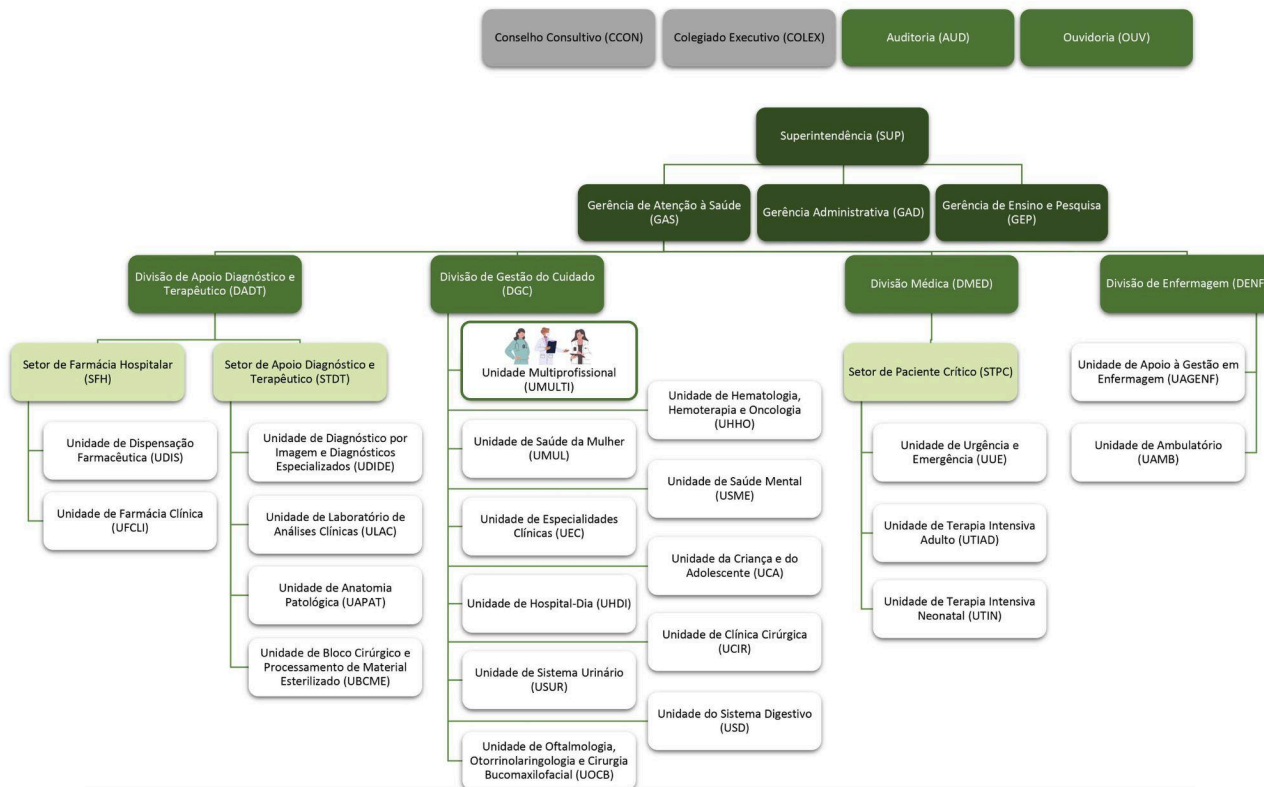 Conselho Consultivo (CCON)
Colegiado Executivo (COLEX)
Auditoria (AUD)
Ouvidoria (OUV)
Superintendência (SUP)
Gerência de Atenção à Saúde
(GAS)
Gerência Administrativa (GAD)
Gerência de Ensino e Pesquisa
(GEP)
Divisão de Apoio Diagnóstico e
Terapêutico (DADT)
Divisão de Gestão do Cuidado
(DGC)
Divisão Médica (DMED)
Divisão de Enfermagem (DENF
Setor de Farmácia Hospitalar
(SFH)
Unidade de Dispensação
Farmacêutica (UDIS)
Unidade de Farmácia Clínica
(UFCLI)
Setor de Apoio Diagnóstico e
Terapêutico (STDT)
Unidade de Diagnóstico por
Imagem e Diagnósticos
Especializados (UDIDE)
Unidade de Laboratório de
Análises Clínicas (ULAC)
Unidade de Anatomia
Patológica (UAPAT)
Unidade de Bloco Cirúrgico e
Processamento de Material
Esterilizado (UBCME)
Unidade Multiprofissional
(UMULTI)
Unidade de Hematologia,
Hemoterapia e Oncologia
(UHHO)
Unidade de Saúde da Mulher
(UMUL)
Unidade de Saúde Mental
(USME)
Unidade de Especialidades
Clínicas (UEC)
Unidade da Criança e do
Adolescente (UCA)
Unidade de Hospital-Dia (UHDI)
Unidade de Clínica Cirúrgica
(UCIR)
Unidade de Sistema Urinário
(USUR)
Unidade do Sistema Digestivo
(USD)
Unidade de Oftalmologia,
Otorrinolaringologia e Cirurgia
Bucomaxilofacial (UOCB)
Setor de Paciente Crítico (STPC)
Unidade de Urgência e
Emergência (UUE)
Unidade de Terapia Intensiva
Adulto (UTIAD)
Unidade de Terapia Intensiva
Neonatal (UTIN)
Unidade de Apoio à Gestão em
Enfermagem (UAGENF)
Unidade de Ambulatório
(UAMB)